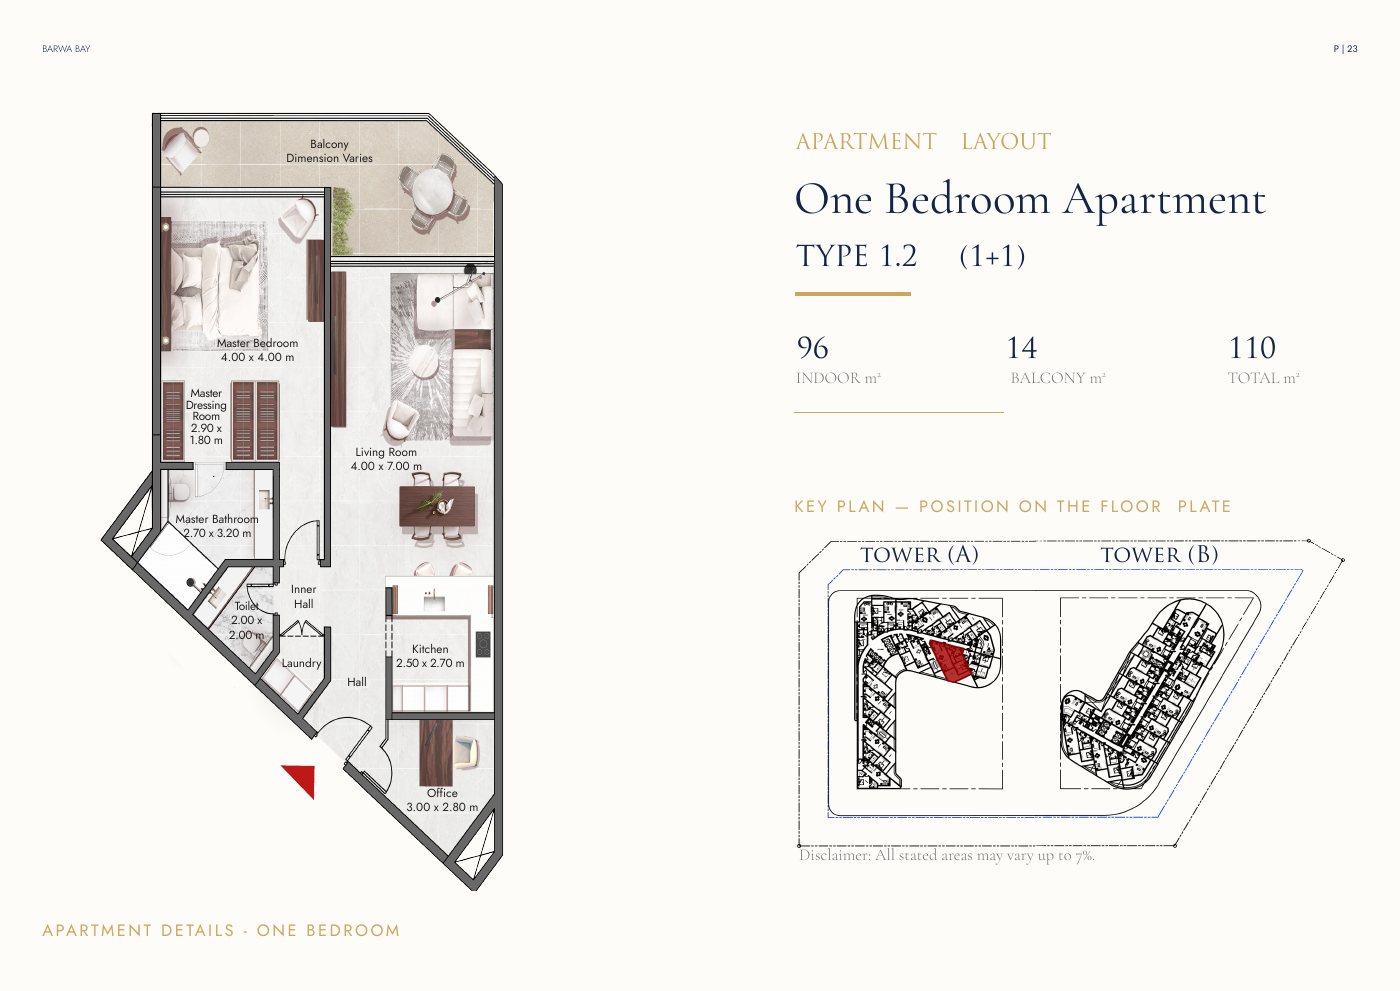 BARWA BAY
P | 23
Balcony
Dimension Varies
Master Bedroom
4.00 x 4.00 m
Master
Dressing
Room
2.90 x
1.80 m
Living Room
4.00 x 7.00 m
Master Bathroom
2.70 x 3.20 m
Inner
Hall
Toilet
2.00 x
2.00 m
Laundry
Kitchen
2.50 x 2.70 m
Hall
Office
3.00 x 2.80 m
APARTMENT LAYOUT
One Bedroom Apartment
TYPE 1.2 (1+1)
96 14 110
INDOOR m² BALCONY m² TOTAL m²
KEY PLAN — POSITION ON THE FLOOR PLATE
TOWER (A) TOWER (B)
Disclaimer: All stated areas may vary up to 7%.
APARTMENT DETAILS - ONE BEDROOM